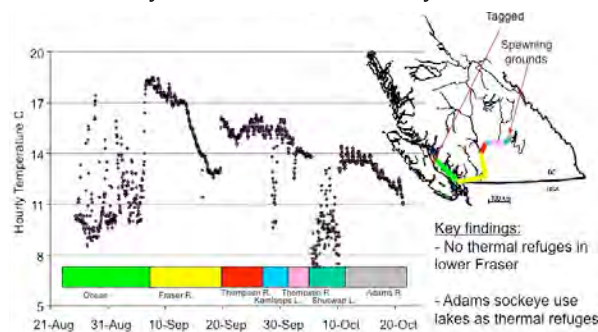 Tagged
Spawning
grounds
20
17
14
11
8
5
Hourly Temperature C
Ocean
Fraser R.
Thompson R.
Kamloops L.
Thompson R.
Shuswap L.
Adams R.
21-Aug 31-Aug 10-Sep 20-Sep 30-Sep 10-Oct 20-Oct
BC
USA
Key findings:
- No thermal refuges in
lower Fraser
- Adams sockeye use
lakes as thermal refuges